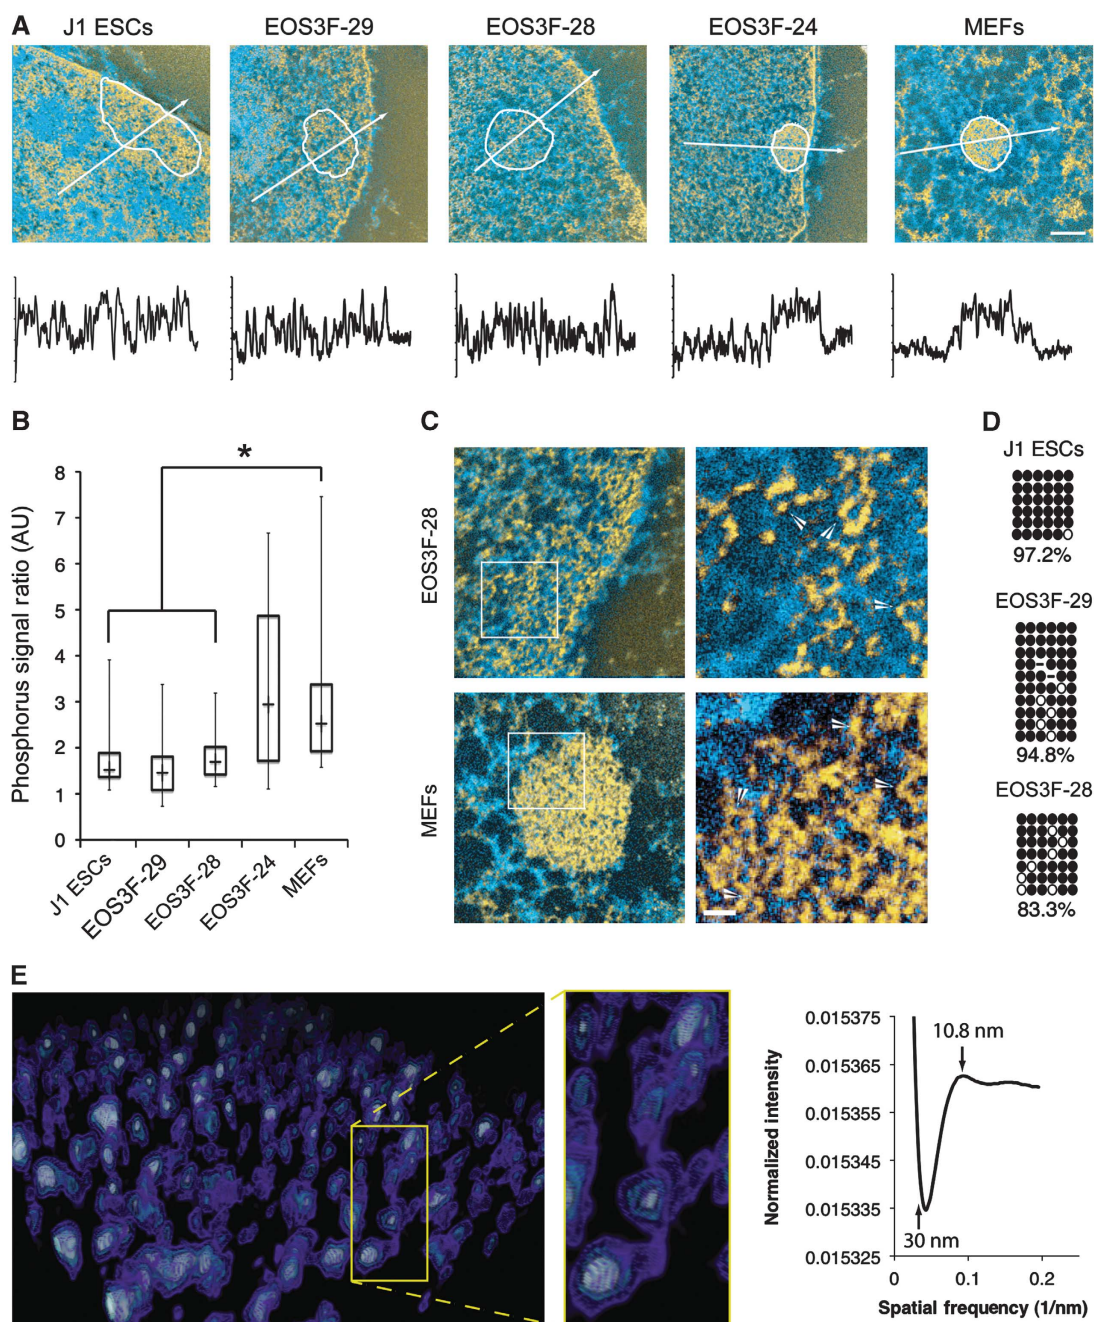 A
J1 ESCs EOS3F-29 EOS3F-28 EOS3F-24 MEFs
B
*
Phosphorus signal ratio (AU)
8
7
6
5
4
3
2
1
0
J1 ESCs
EOS3F-29
EOS3F-28
EOS3F-24
MEFs
C
EOS3F-28
MEFs
D
J1 ESCs
97.2%
EOS3F-29
94.8%
EOS3F-28
83.3%
E
Normalized intensity
0.015375
0.015365
0.015355
0.015345
0.015335
0.015325
10.8 nm
30 nm
0 0.1 0.2
Spatial frequency (1/nm)